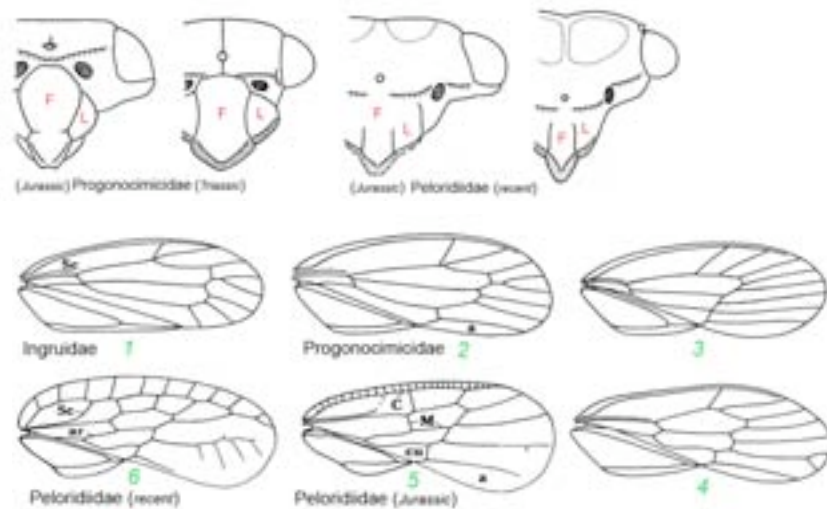 F L F L F L F L
(Jurassic) Progonocimicidae (Triassic) (Jurassic) Peloridiidae (recent)
Sc
a
Ingruidae 1 Progonocimicidae 2 3
Sc C M
ar cu
a
6 5 4
Peloridiidae (recent) Peloridiidae (Jurassic)